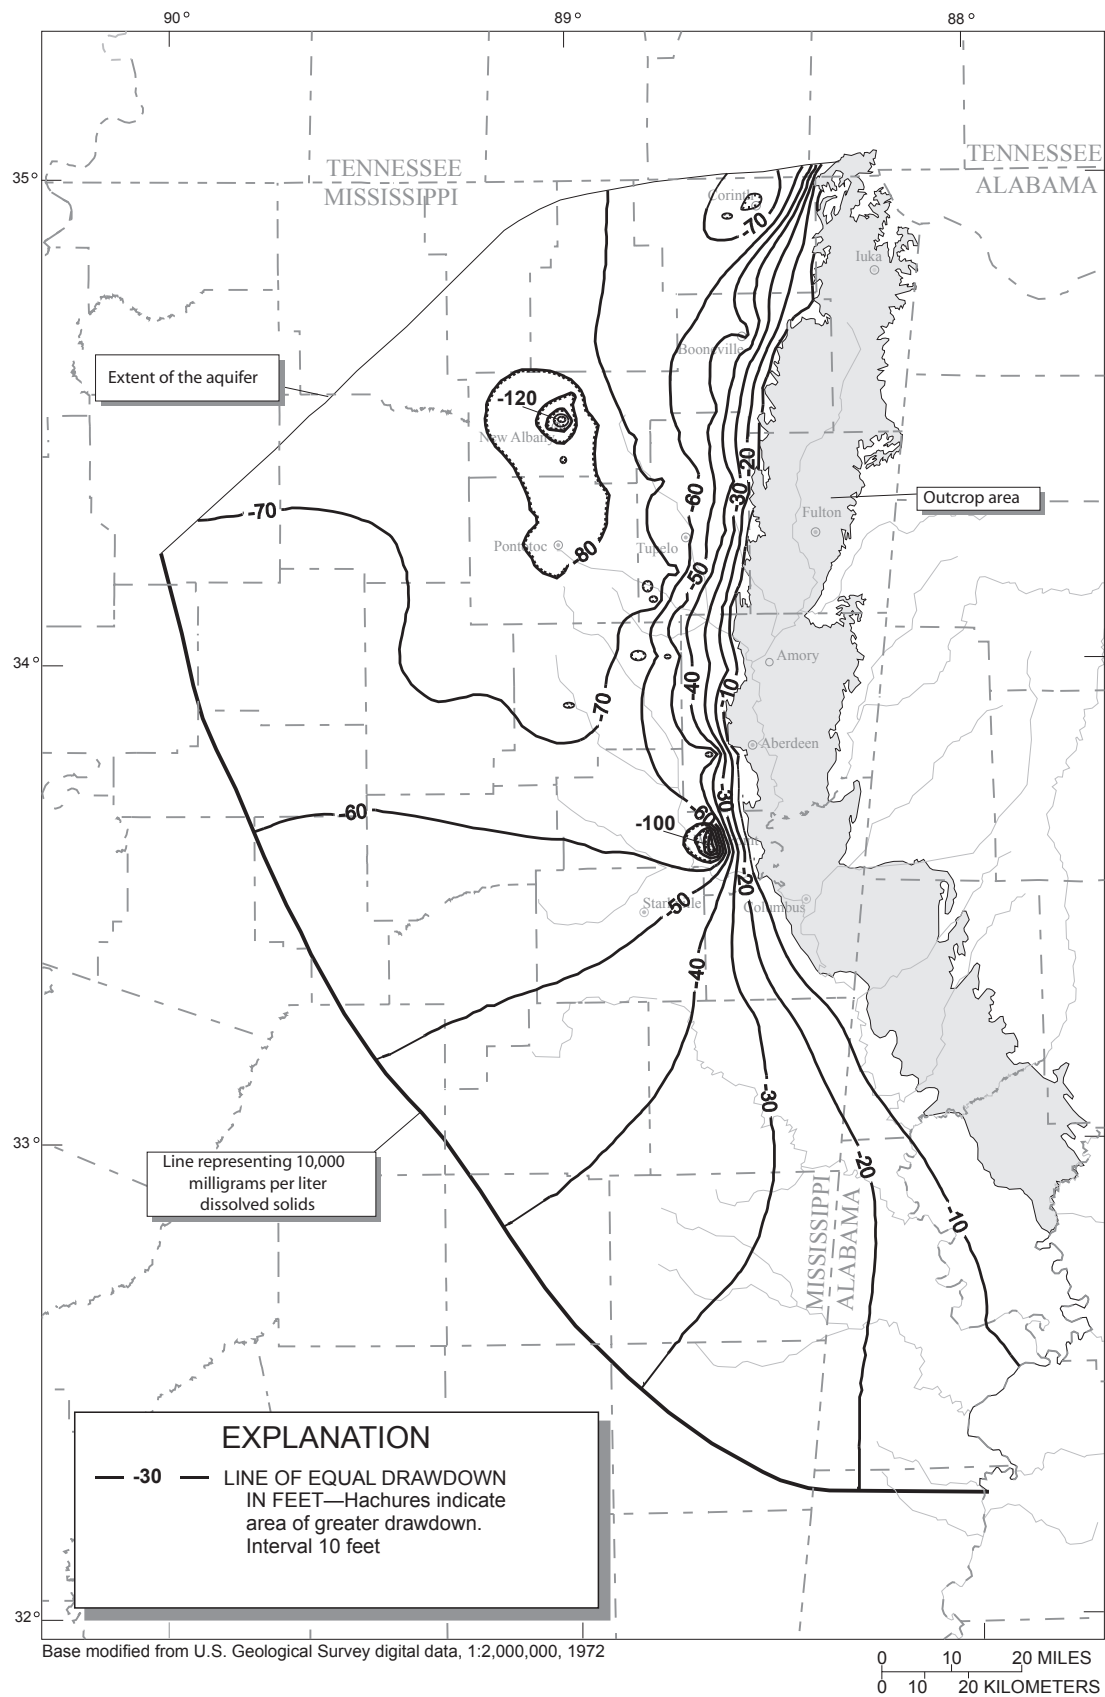 90°
89°
88°
TENNESSEE
MISSISSIPPI
TENNESSEE
ALABAMA
35°
Corinth
-70
Iuka
Booneville
Extent of the aquifer
-120
New Albany
-20
-60
-30
Outcrop area
-70
Fulton
Pontotoc
-80
Tupelo
-50
34°
Amory
-40
-10
-70
Aberdeen
-30
-60
-60
-100
-20
-50
Columbus
-40
-30
33°
Line representing 10,000
milligrams per liter
dissolved solids
-20
MISSISSIPPI
ALABAMA
-10
EXPLANATION
-30
LINE OF EQUAL DRAWDOWN
IN FEET—Hachures indicate
area of greater drawdown.
Interval 10 feet
32°
Base modified from U.S. Geological Survey digital data, 1:2,000,000, 1972
0 10 20 MILES
0 10 20 KILOMETERS